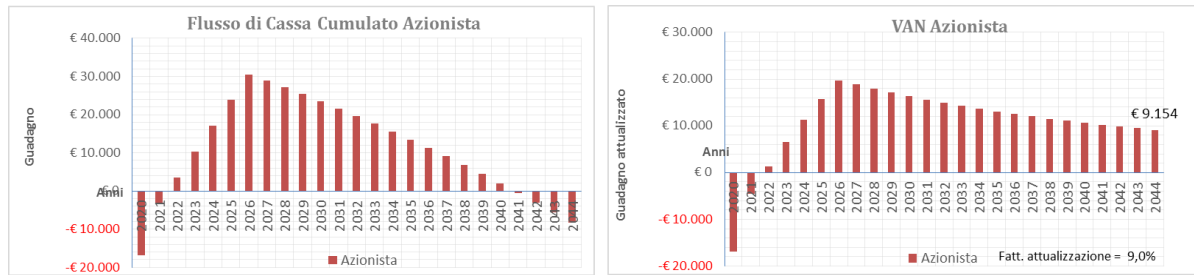 Flusso di Cassa Cumulato Azionista
€ 40.000
€ 30.000
€ 20.000
€ 10.000
€ 0
-€ 10.000
-€ 20.000
Guadagno
Anni
2020 2021 2022 2023 2024 2025 2026 2027 2028 2029 2030 2031 2032 2033 2034 2035 2036 2037 2038 2039 2040 2041 2042 2043 2044
Azionista
VAN Azionista
€ 30.000
€ 20.000
€ 10.000
€ 0
-€ 10.000
-€ 20.000
Guadagno attualizzato
Anni
€ 9.154
2020 2021 2022 2023 2024 2025 2026 2027 2028 2029 2030 2031 2032 2033 2034 2035 2036 2037 2038 2039 2040 2041 2042 2043 2044
Azionista
Fatt. attualizzazione = 9,0%